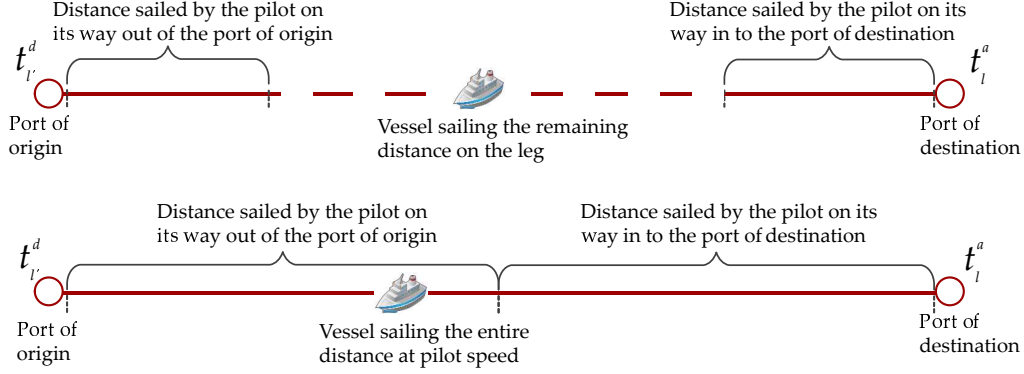 Distance sailed by the pilot on
its way out of the port of origin
Distance sailed by the pilot on its
way in to the port of destination
t_{l'}^{d}
t_{l}^{a}
Port of
origin
Vessel sailing the remaining
distance on the leg
Port of
destination
Distance sailed by the pilot on
its way out of the port of origin
Distance sailed by the pilot on its
way in to the port of destination
t_{l'}^{d}
t_{l}^{a}
Port of
origin
Vessel sailing the entire
distance at pilot speed
Port of
destination